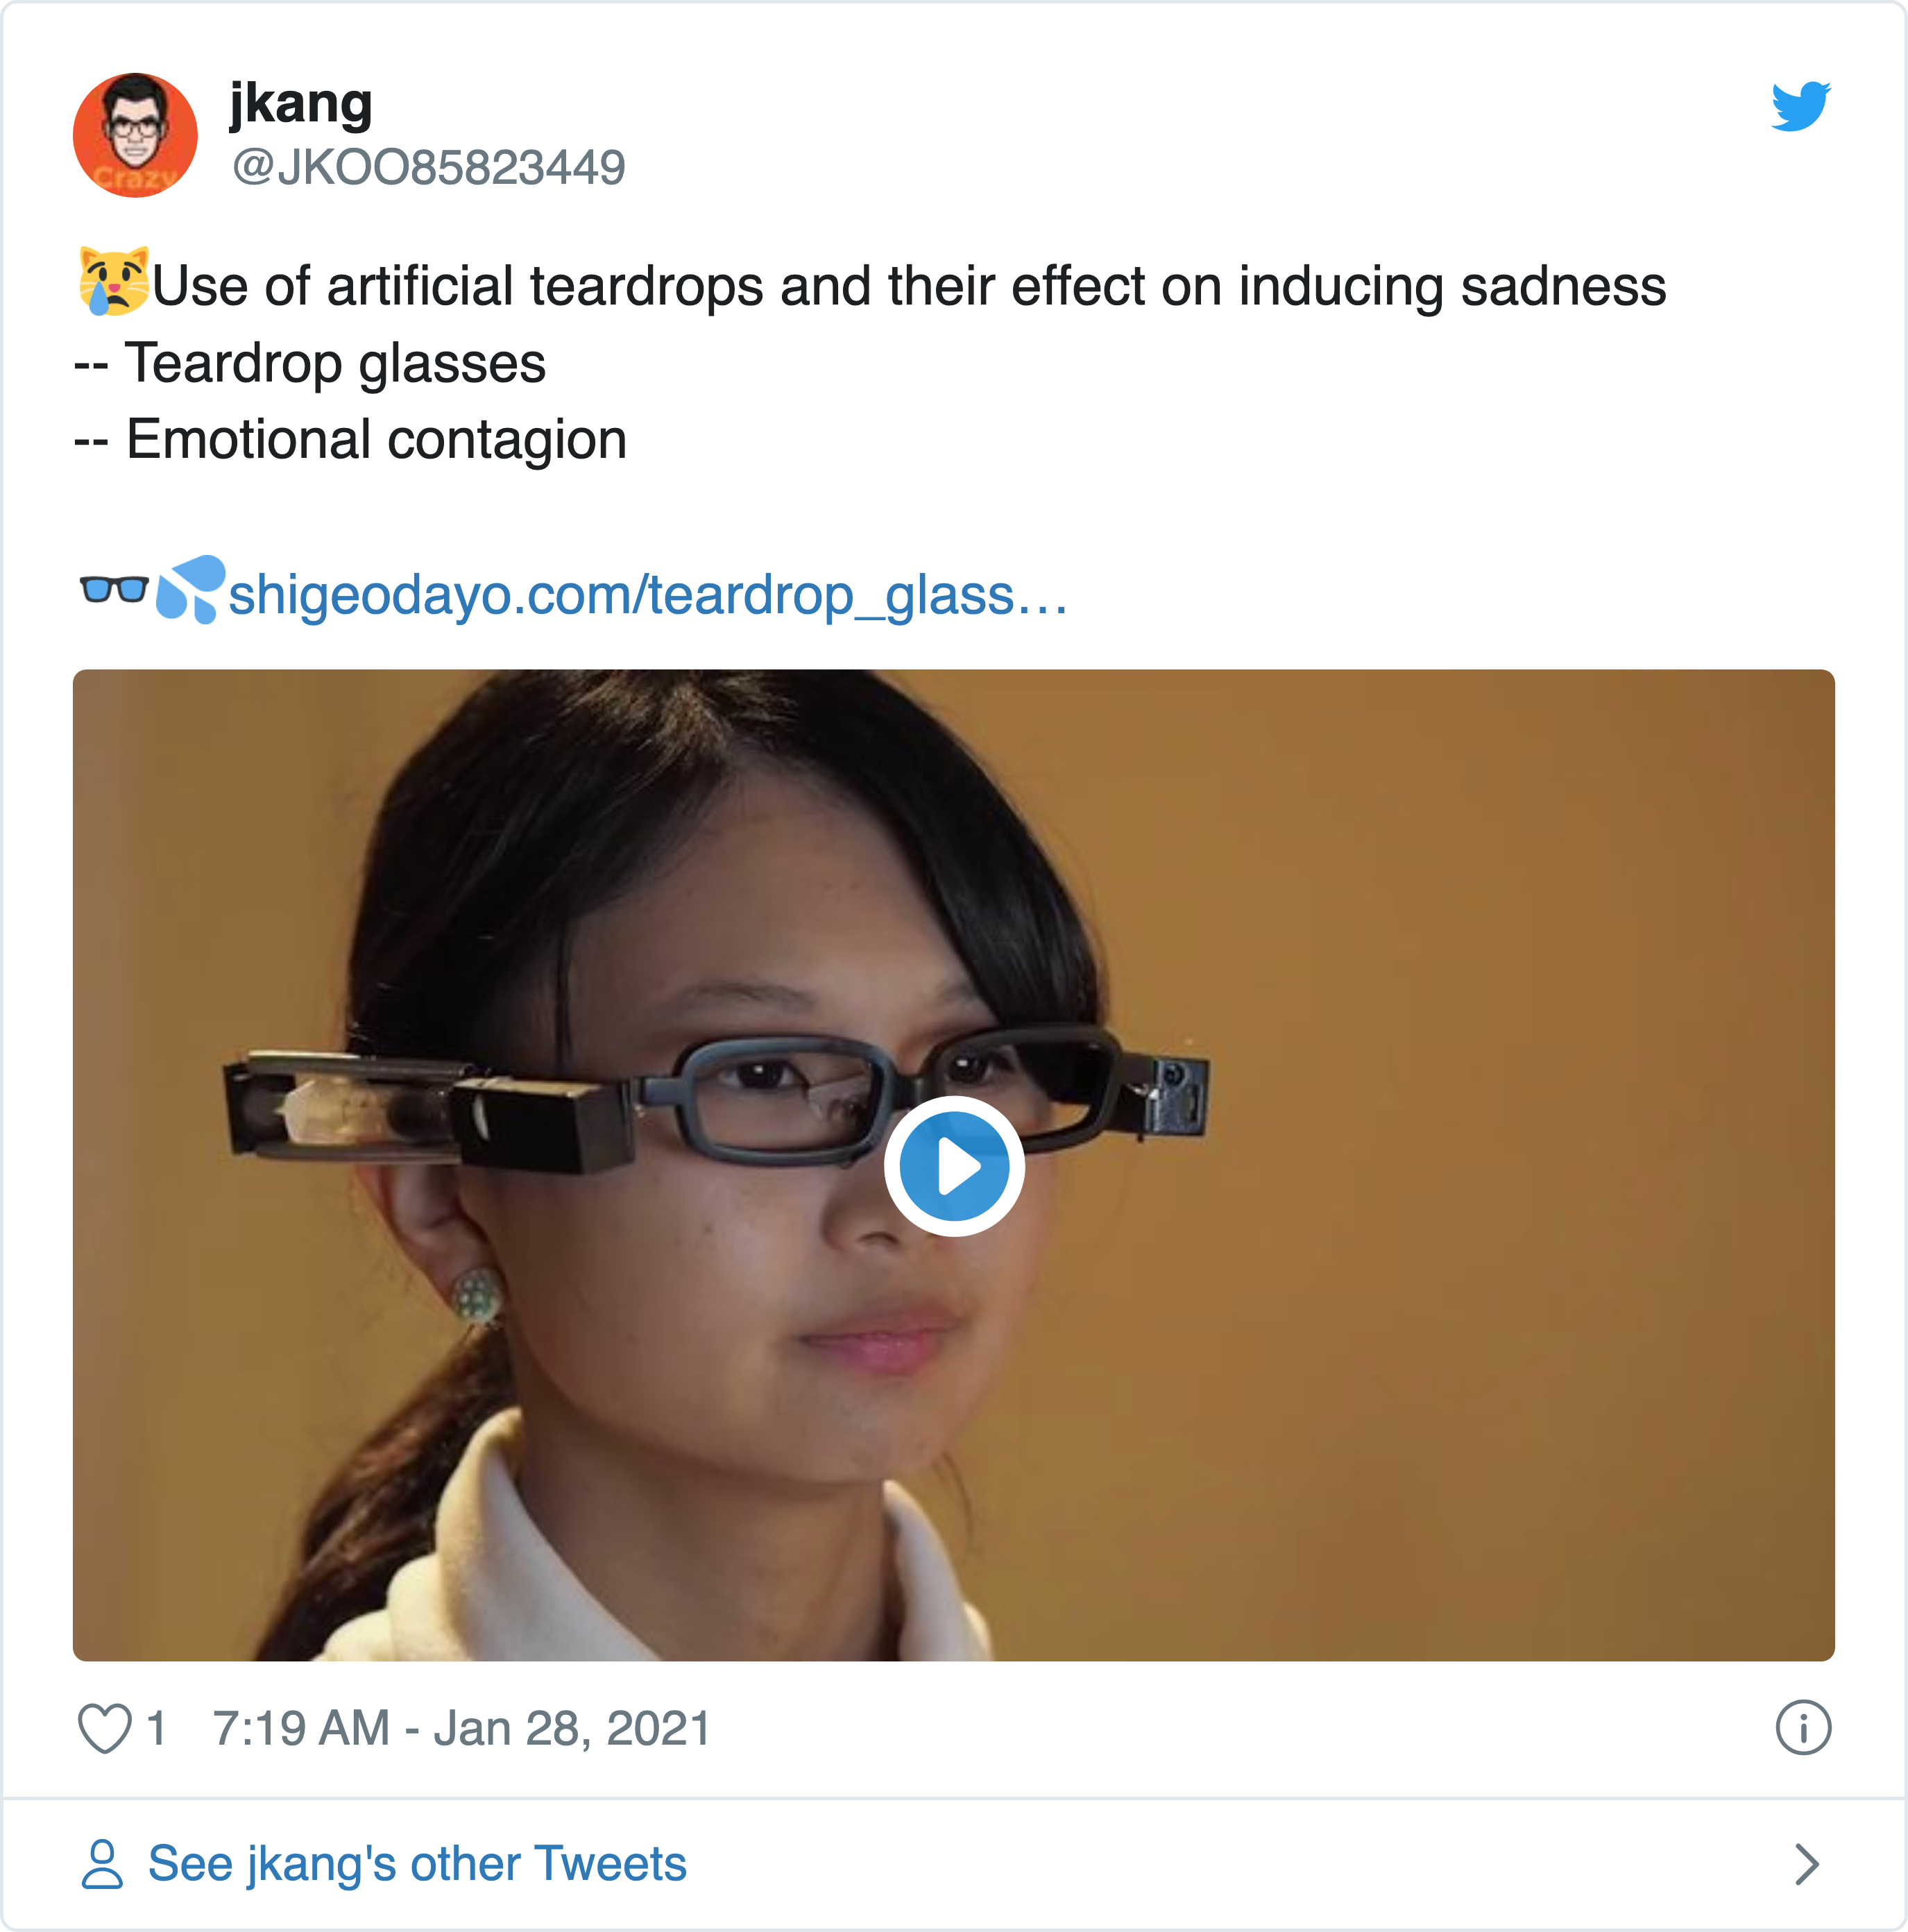 jkang
@JKOO85823449
Crazy
😿Use of artificial teardrops and their effect on inducing sadness
-- Teardrop glasses
-- Emotional contagion
🕶💦shigeodayo.com/teardrop_glass…
1 7:19 AM - Jan 28, 2021
See jkang's other Tweets